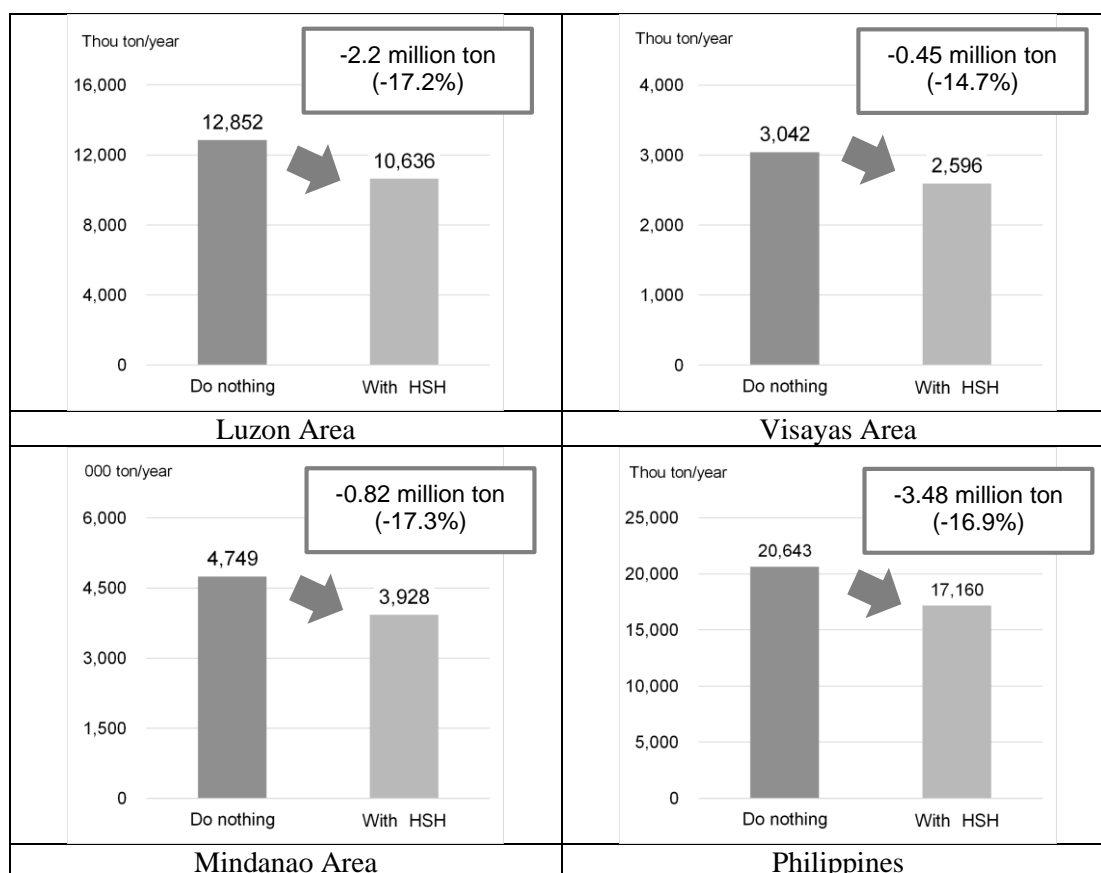 Thou ton/year
-2.2 million ton
(-17.2%)
16,000
12,852
12,000
10,636
8,000
4,000
0
Do nothing
With HSH
Luzon Area
Thou ton/year
-0.45 million ton
(-14.7%)
4,000
3,042
3,000
2,596
2,000
1,000
0
Do nothing
With HSH
Visayas Area
000 ton/year
-0.82 million ton
(-17.3%)
6,000
4,749
4,500
3,928
3,000
1,500
0
Do nothing
With HSH
Mindanao Area
Thou ton/year
-3.48 million ton
(-16.9%)
25,000
20,643
20,000
17,160
15,000
10,000
5,000
0
Do nothing
With HSH
Philippines